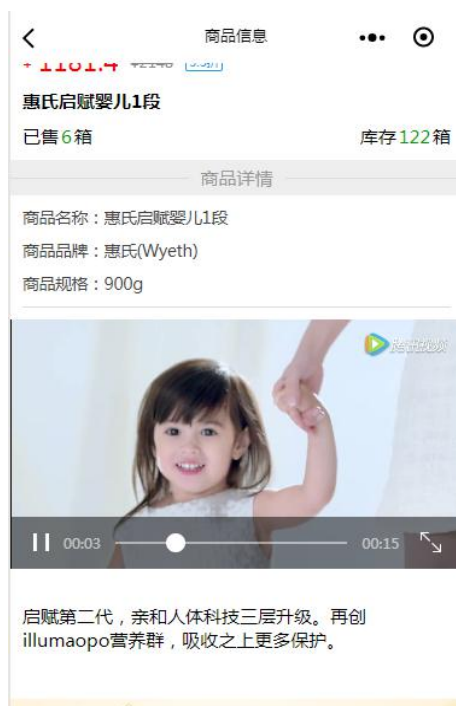 商品信息
惠氏启赋婴儿1段
已售6箱
库存122箱
商品详情
商品名称：惠氏启赋婴儿1段
商品品牌：惠氏(Wyeth)
商品规格：900g
腾讯视频
00:03
00:15
启赋第二代，亲和人体科技三层升级。再创
illumaopo营养群，吸收之上更多保护。